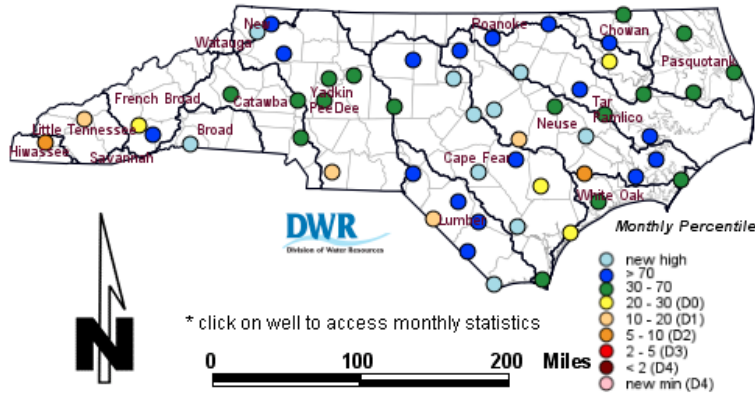 New
Roanoke
Chowan
Watauga
Pasquotank
French Broad
Catawba
Yadkin
PeeDee
Tar
Pamlico
Little Tennessee
Broad
Neuse
Hiwassee
Savannah
Cape Fear
White Oak
Lumber
Monthly Percentile
DWR
Division of Water Resources
new high
> 70
30 - 70
20 - 30 (D0)
10 - 20 (D1)
5 - 10 (D2)
2 - 5 (D3)
< 2 (D4)
new min (D4)
* click on well to access monthly statistics
N
0 100 200 Miles